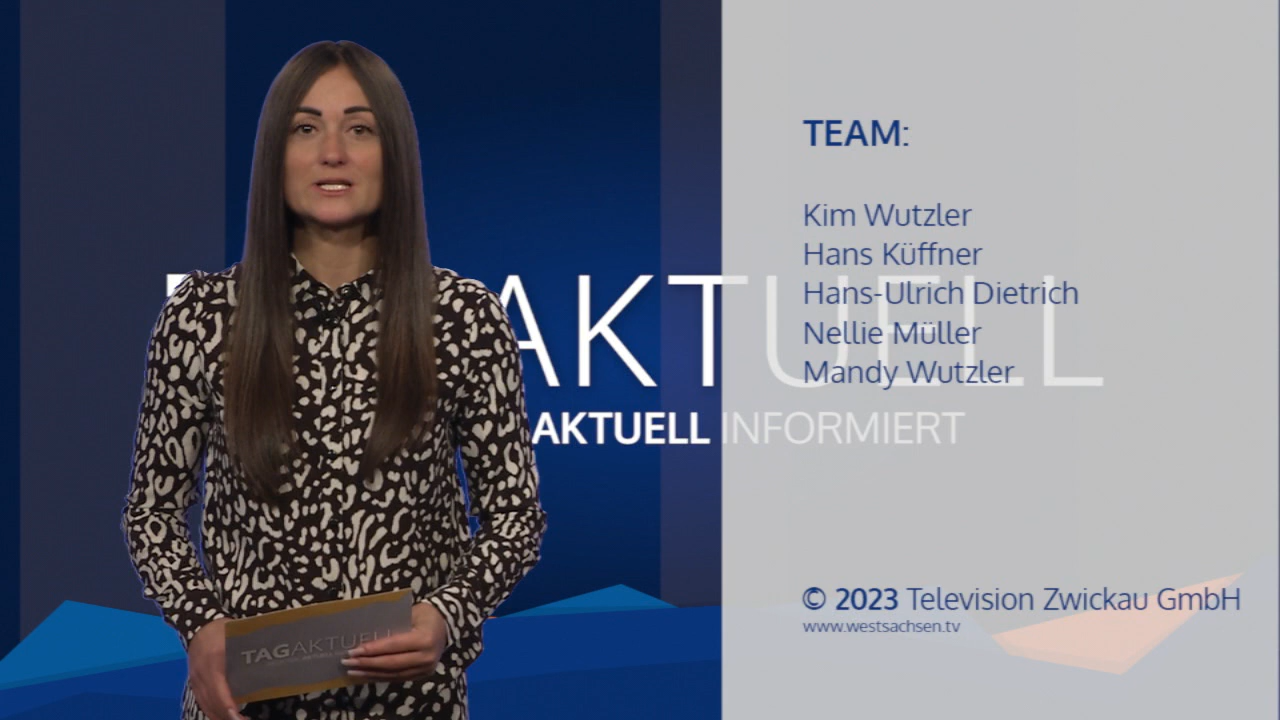 TEAM:
Kim Wutzler
Hans Küffner
Hans-Ulrich Dietrich
Nellie Müller
Mandy Wutzler
AKTUELL
AKTUELL INFORMIERT
© 2023 Television Zwickau GmbH
www.westsachsen.tv
TAGAKTUELL